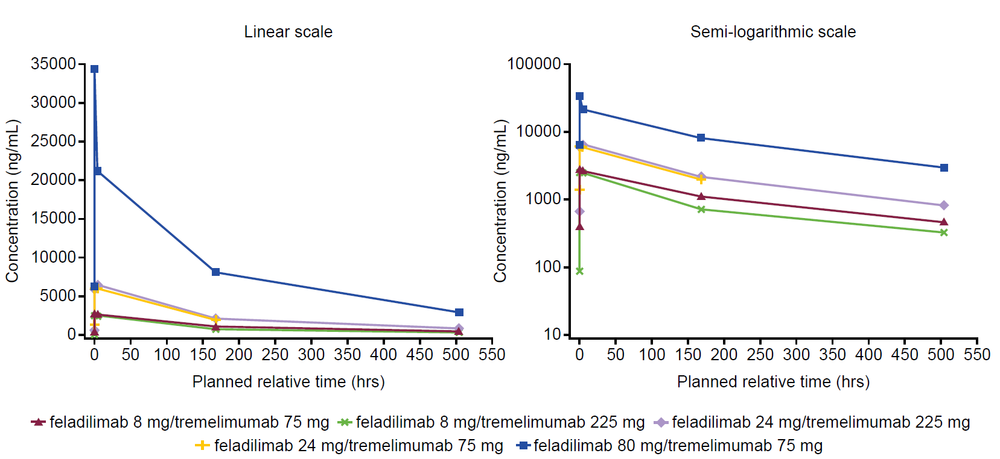 Linear scale
Semi-logarithmic scale
Concentration (ng/mL)
35000
30000
25000
20000
15000
10000
5000
0
0 50 100 150 200 250 300 350 400 450 500 550
Planned relative time (hrs)
Concentration (ng/mL)
100000
10000
1000
100
10
0 50 100 150 200 250 300 350 400 450 500 550
Planned relative time (hrs)
feladilimab 8 mg/tremelimumab 75 mg feladilimab 8 mg/tremelimumab 225 mg feladilimab 24 mg/tremelimumab 225 mg
feladilimab 24 mg/tremelimumab 75 mg feladilimab 80 mg/tremelimumab 75 mg